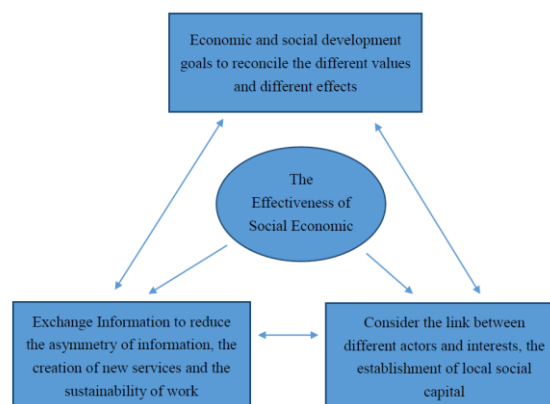 Economic and social development
goals to reconcile the different values
and different effects
The
Effectiveness of
Social Economic
Exchange Information to reduce
the asymmetry of information, the
creation of new services and the
sustainability of work
Consider the link between
different actors and interests, the
establishment of local social
capital